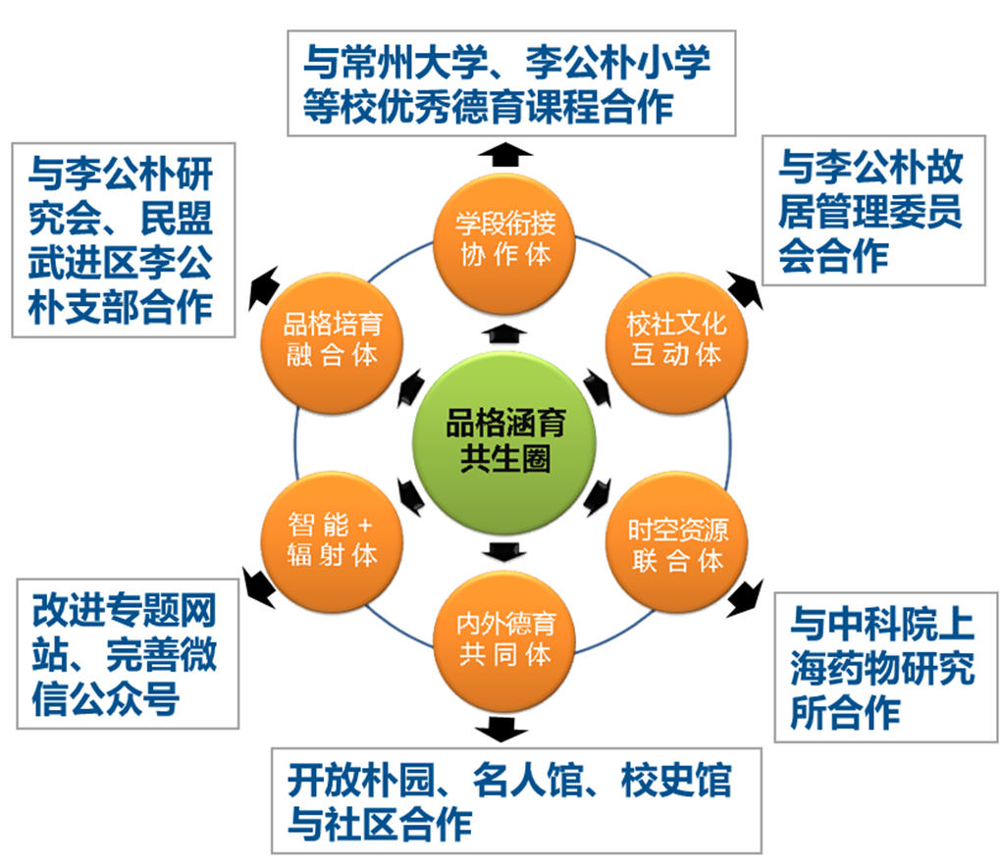 与常州大学、李公朴小学
等校优秀德育课程合作
与李公朴研
究会、民盟
武进区李公
朴支部合作
与李公朴故
居管理委员
会合作
学段衔接
协作体
品格培育
融合体
校社文化
互动体
品格涵育
共生圈
智能+
辐射体
时空资源
联合体
内外德育
共同体
改进专题网
站、完善微
信公众号
与中科院上
海药物研究
所合作
开放朴园、名人馆、校史馆
与社区合作